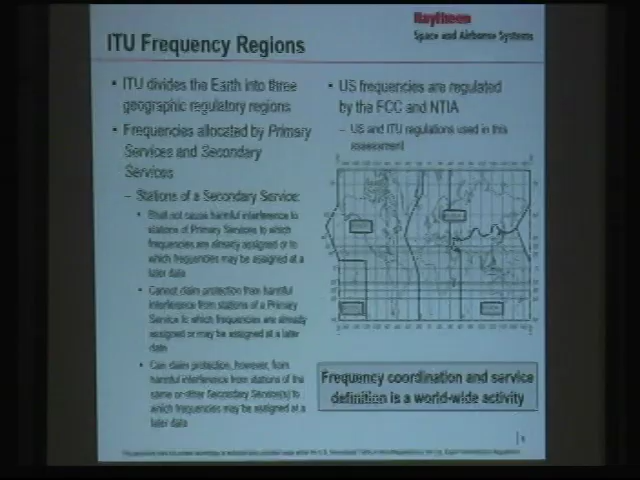 Raytheon
Space and Airborne Systems
ITU Frequency Regions
• ITU divides the Earth into three
geographic regulatory regions
• Frequencies allocated by Primary
Services and Secondary
Services
– Stations of a Secondary Service:
• Shall not cause harmful interference to
stations of Primary Services to which
frequencies are already assigned or to
which frequencies may be assigned at a
later data
• Cannot claim protection from harmful
interference from stations of a Primary
Service to which frequencies are already
assigned or may be assigned at a later
date
• Can claim protection, however, from
harmful interference from stations of the
same or other Secondary Service(s) to
which frequencies may be assigned at a
later data
• US frequencies are regulated
by the FCC and NTIA
– US and ITU regulations used in this
assessment
Frequency coordination and service
definition is a world-wide activity